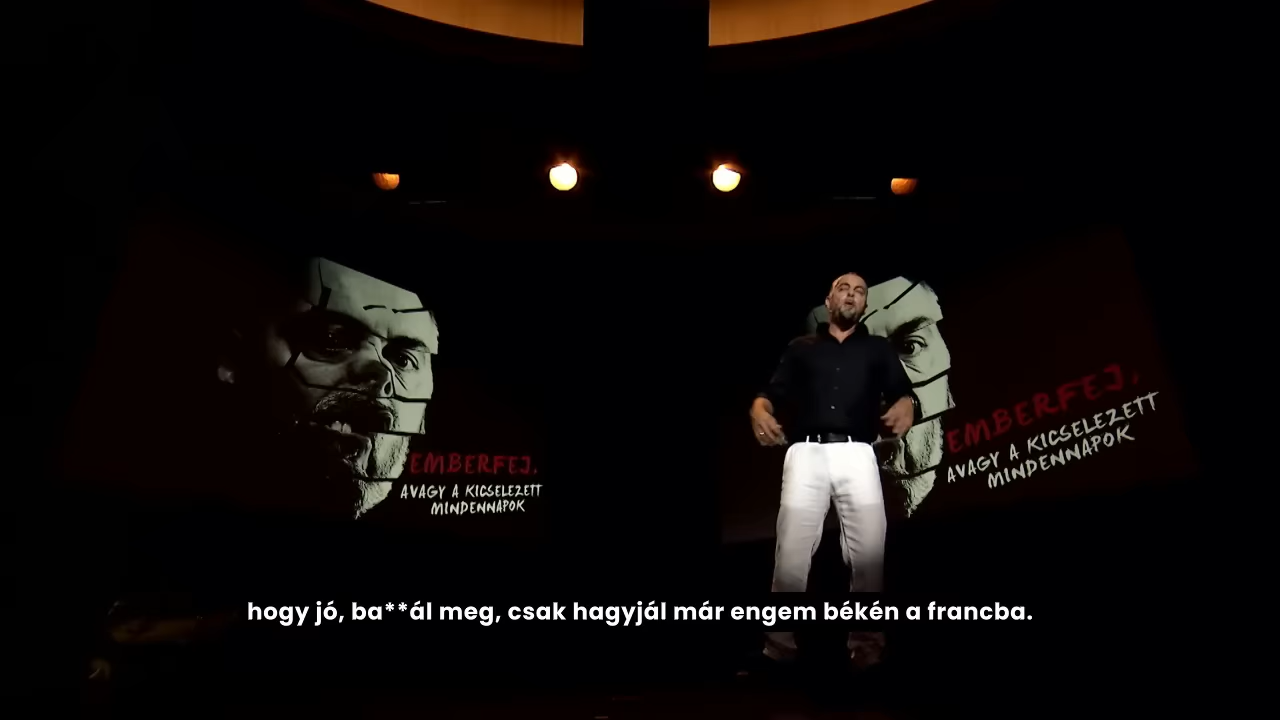 EMBERFEJ,
AVAGY A KICSELEZETT
MINDENNAPOK
EMBERFEJ,
AVAGY A KICSELEZETT
MINDENNAPOK
hogy jó, ba**ál meg, csak hagyjál már engem békén a francba.